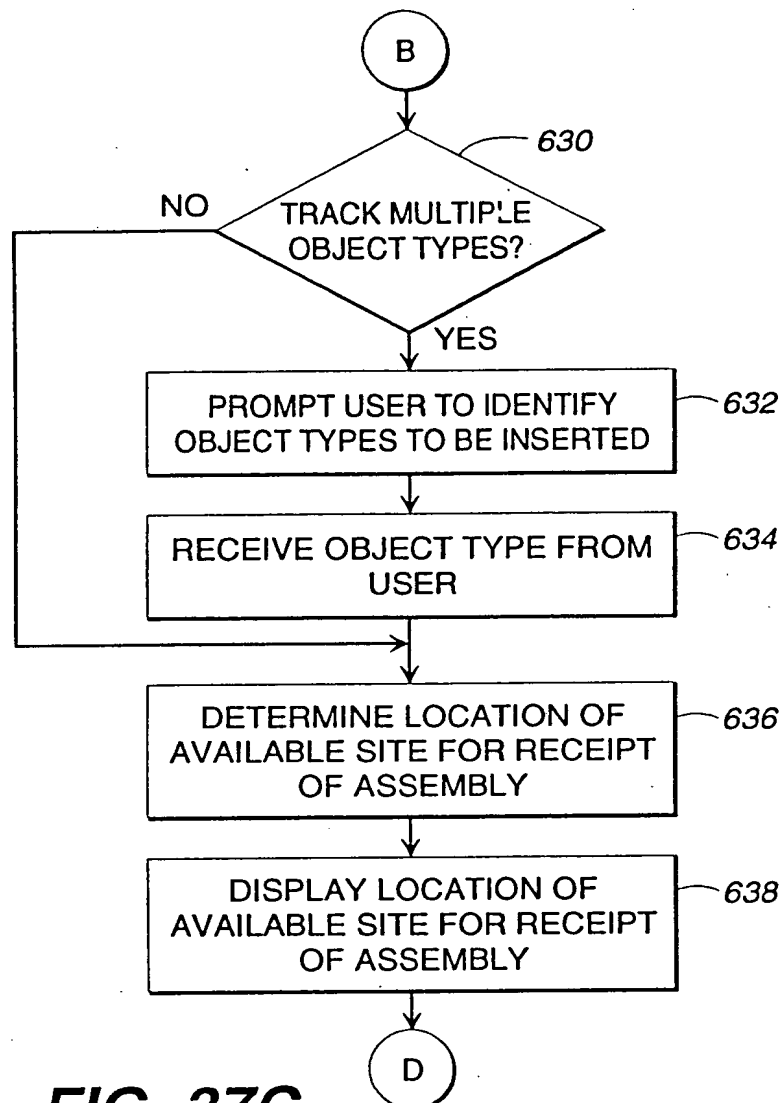 B
630
NO
TRACK MULTIPLE
OBJECT TYPES?
YES
PROMPT USER TO IDENTIFY
OBJECT TYPES TO BE INSERTED
632
RECEIVE OBJECT TYPE FROM
USER
634
DETERMINE LOCATION OF
AVAILABLE SITE FOR RECEIPT
OF ASSEMBLY
636
DISPLAY LOCATION OF
AVAILABLE SITE FOR RECEIPT
OF ASSEMBLY
638
D
FIG. 27C